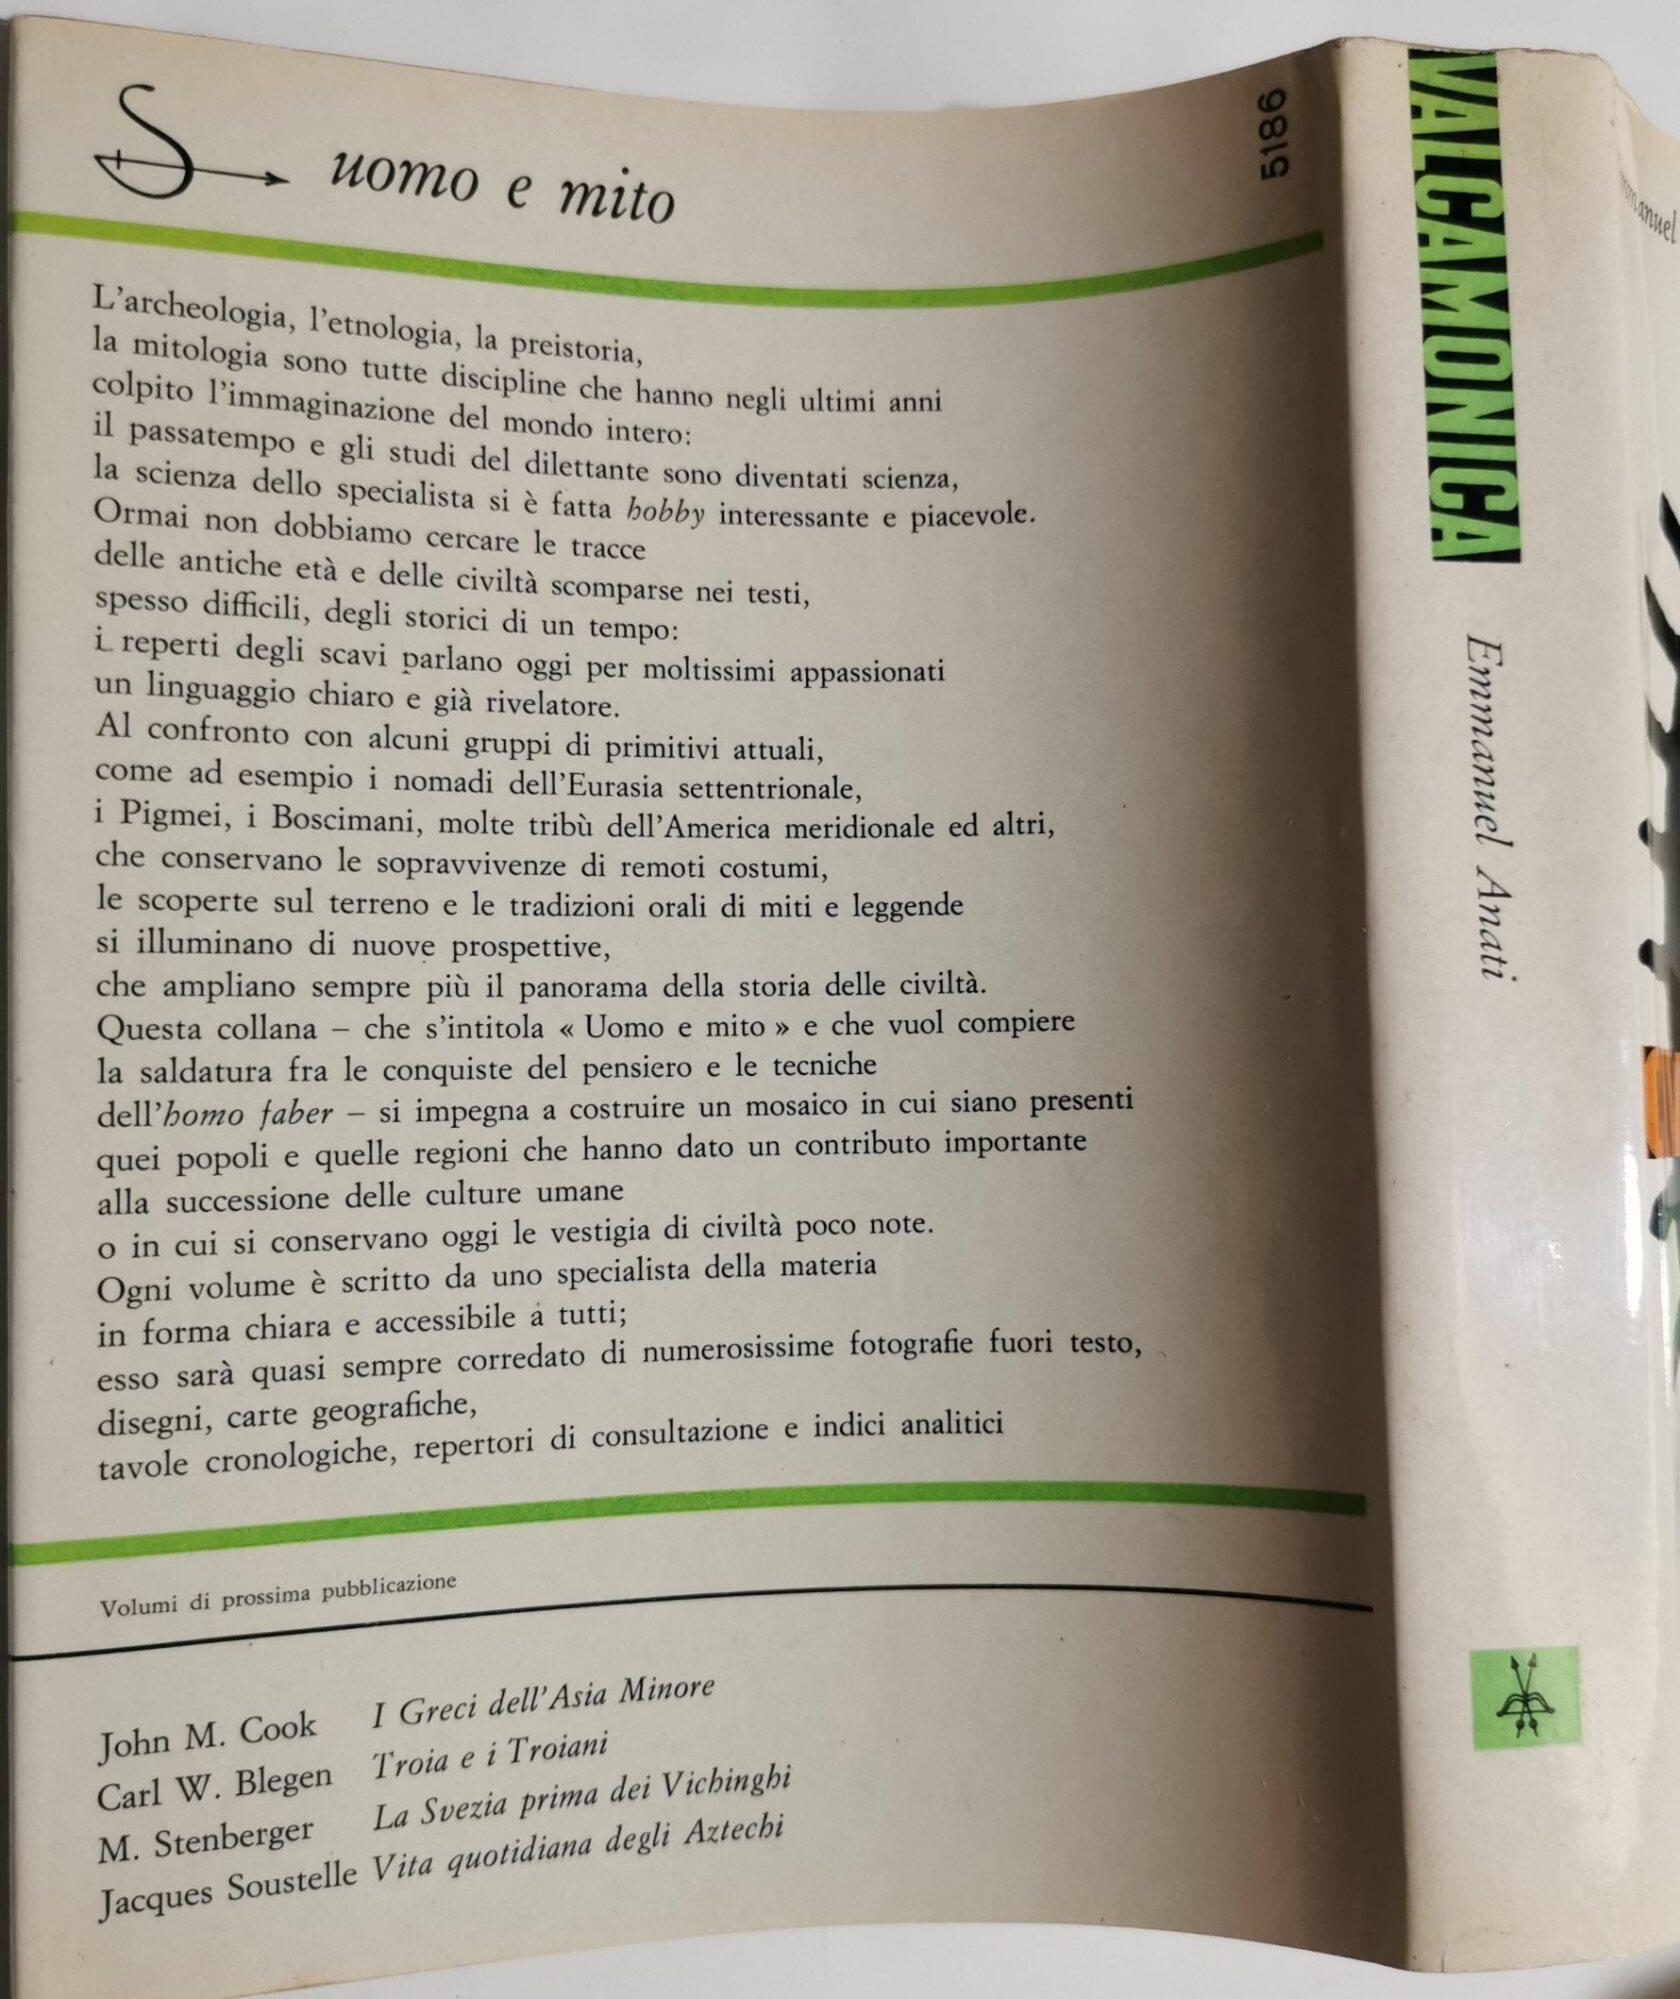 uomo e mito
5186
L'archeologia, l'etnologia, la preistoria,
la mitologia sono tutte discipline che hanno negli ultimi anni
colpito l'immaginazione del mondo intero:
il passatempo e gli studi del dilettante sono diventati scienza,
la scienza dello specialista si è fatta hobby interessante e piacevole.
Ormai non dobbiamo cercare le tracce
delle antiche età e delle civiltà scomparse nei testi,
spesso difficili, degli storici di un tempo:
i reperti degli scavi parlano oggi per moltissimi appassionati
un linguaggio chiaro e già rivelatore.
Al confronto con alcuni gruppi di primitivi attuali,
come ad esempio i nomadi dell'Eurasia settentrionale,
i Pigmei, i Boscimani, molte tribù dell'America meridionale ed altri,
che conservano le sopravvivenze di remoti costumi,
le scoperte sul terreno e le tradizioni orali di miti e leggende
si illuminano di nuove prospettive,
che ampliano sempre più il panorama della storia delle civiltà.
Questa collana – che s'intitola « Uomo e mito » e che vuol compiere
la saldatura fra le conquiste del pensiero e le tecniche
dell'homo faber – si impegna a costruire un mosaico in cui siano presenti
quei popoli e quelle regioni che hanno dato un contributo importante
alla successione delle culture umane
o in cui si conservano oggi le vestigia di civiltà poco note.
Ogni volume è scritto da uno specialista della materia
in forma chiara e accessibile a tutti;
esso sarà quasi sempre corredato di numerosissime fotografie fuori testo,
disegni, carte geografiche,
tavole cronologiche, repertori di consultazione e indici analitici
Volumi di prossima pubblicazione
John M. Cook I Greci dell'Asia Minore
Carl W. Blegen Troia e i Troiani
M. Stenberger La Svezia prima dei Vichinghi
Jacques Soustelle Vita quotidiana degli Aztechi
VALCAMONICA
Emmanuel Anati